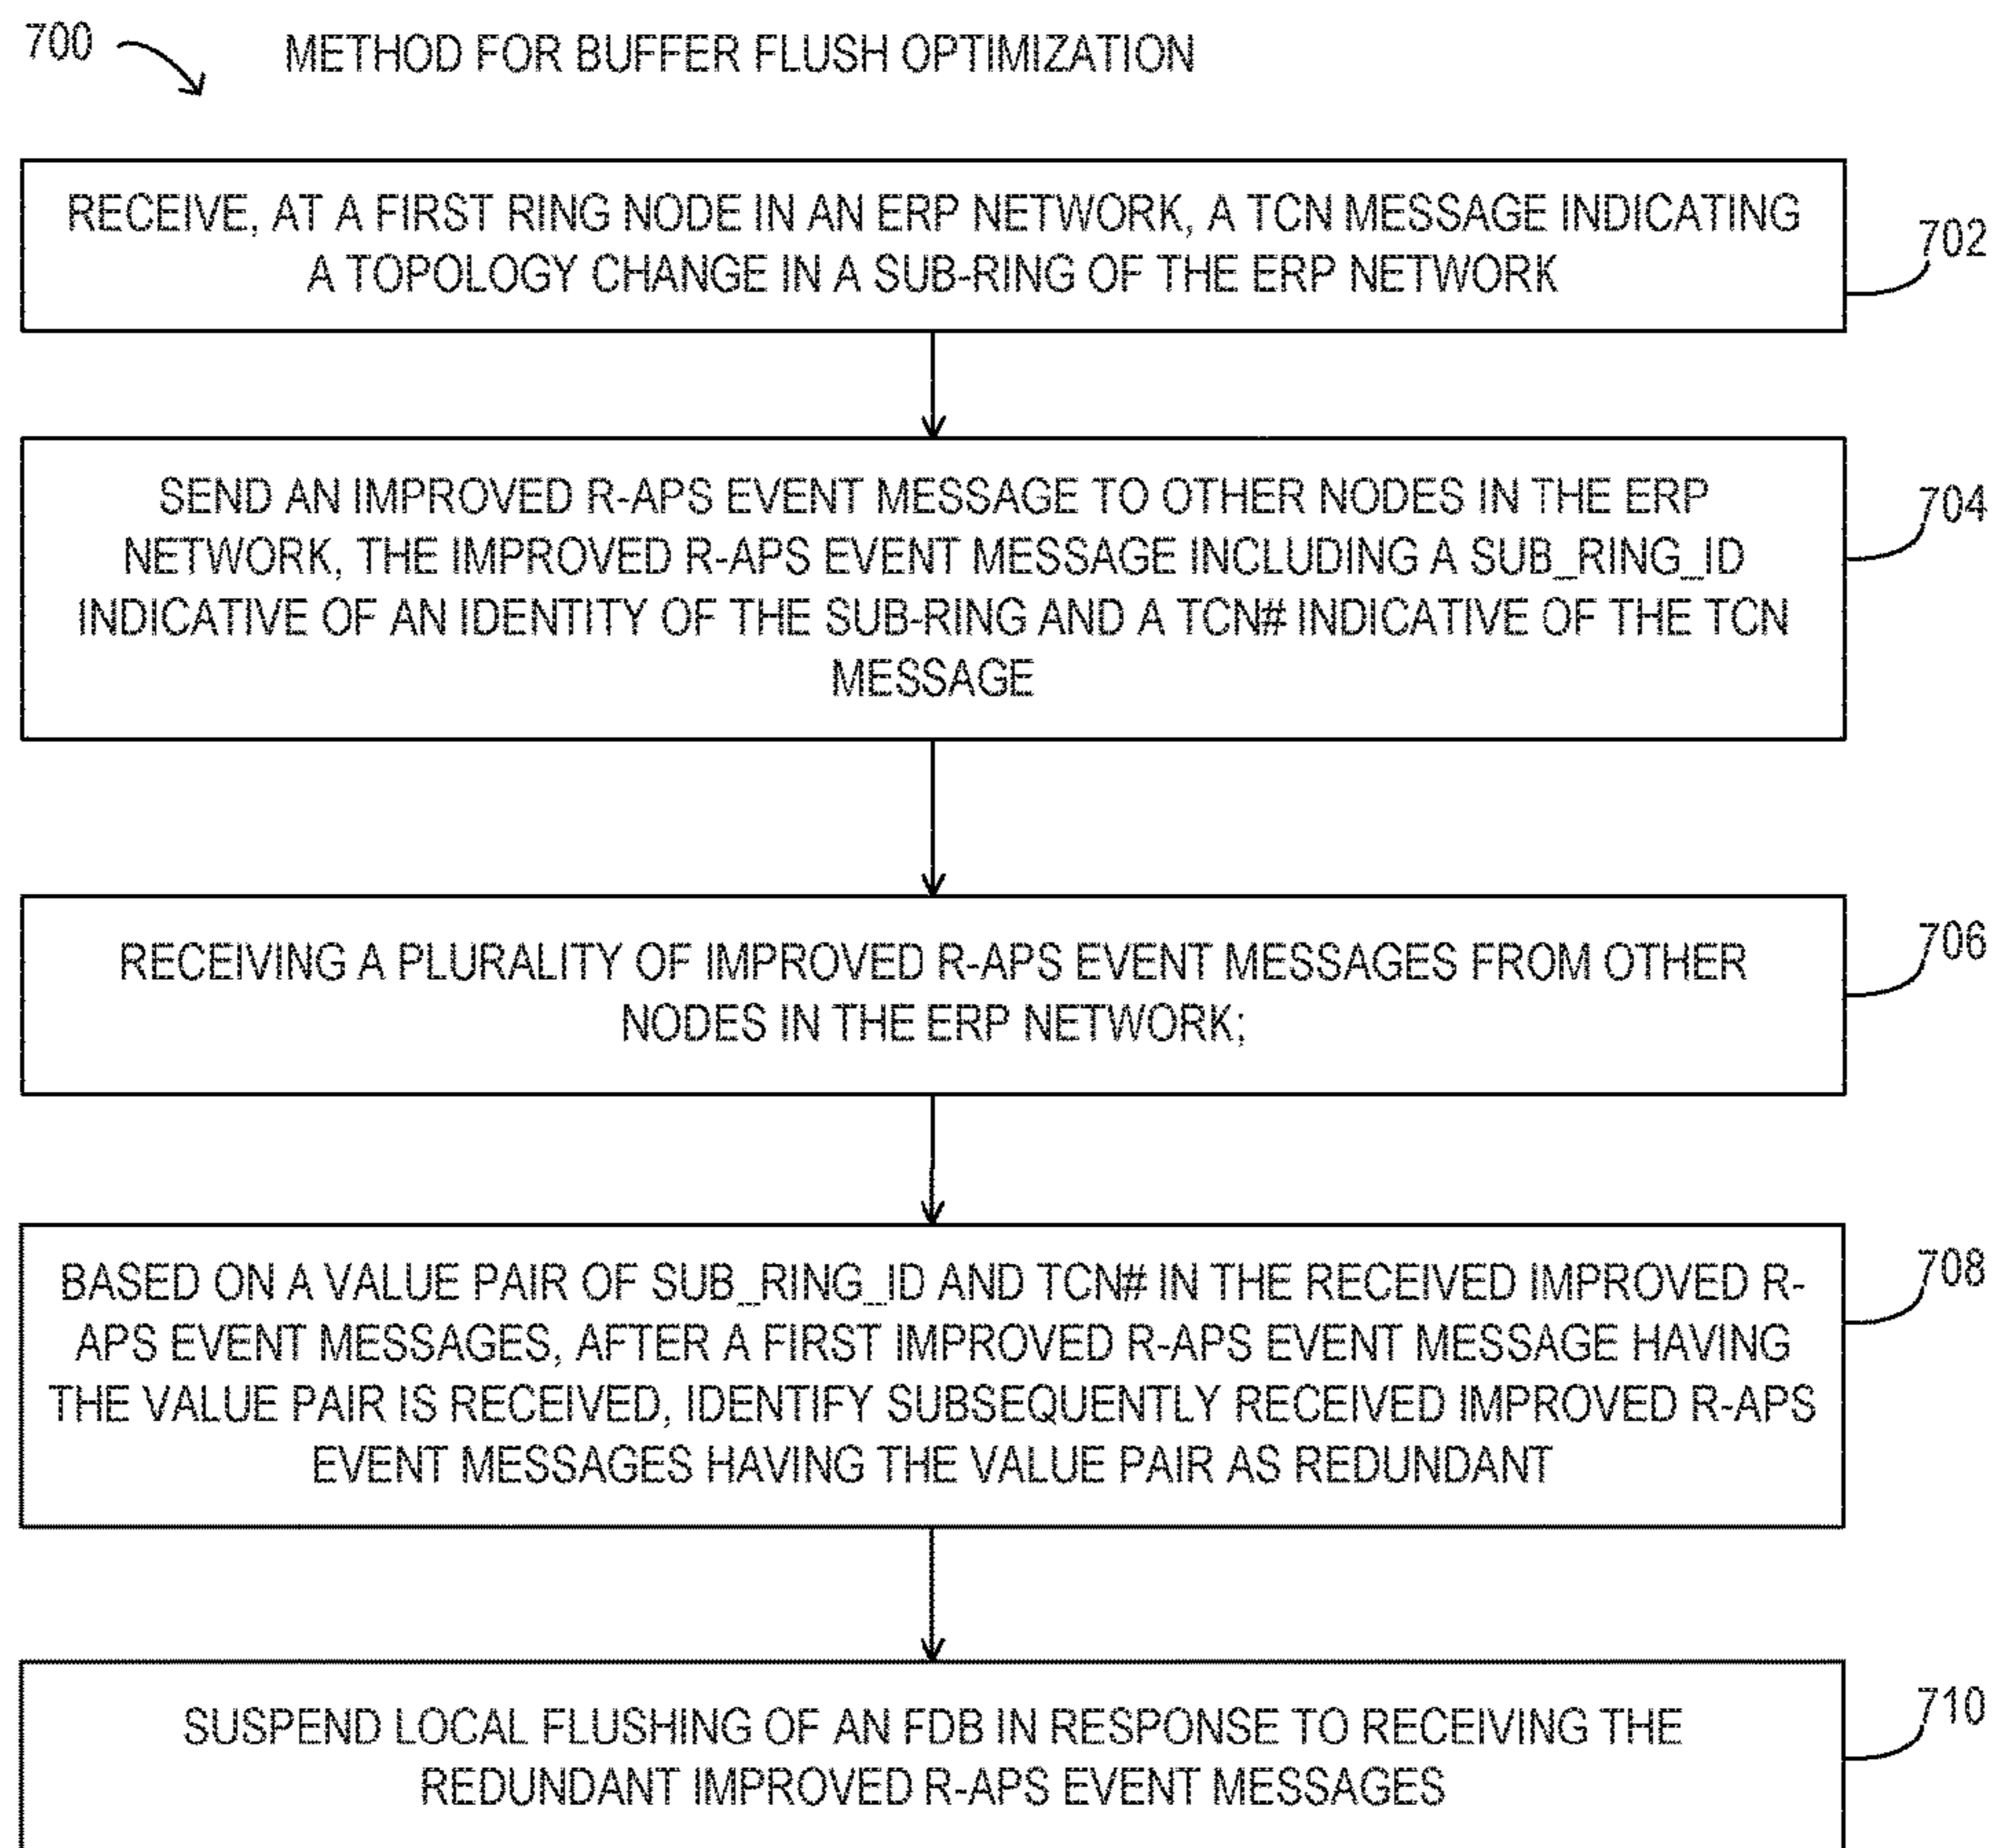 700
METHOD FOR BUFFER FLUSH OPTIMIZATION
RECEIVE, AT A FIRST RING NODE IN AN ERP NETWORK, A TCN MESSAGE INDICATING
A TOPOLOGY CHANGE IN A SUB-RING OF THE ERP NETWORK
702
SEND AN IMPROVED R-APS EVENT MESSAGE TO OTHER NODES IN THE ERP
NETWORK, THE IMPROVED R-APS EVENT MESSAGE INCLUDING A SUB_RING_ID
INDICATIVE OF AN IDENTITY OF THE SUB-RING AND A TCN# INDICATIVE OF THE TCN
MESSAGE
704
RECEIVING A PLURALITY OF IMPROVED R-APS EVENT MESSAGES FROM OTHER
NODES IN THE ERP NETWORK;
706
BASED ON A VALUE PAIR OF SUB_RING_ID AND TCN# IN THE RECEIVED IMPROVED R-
APS EVENT MESSAGES, AFTER A FIRST IMPROVED R-APS EVENT MESSAGE HAVING
THE VALUE PAIR IS RECEIVED, IDENTIFY SUBSEQUENTLY RECEIVED IMPROVED R-APS
EVENT MESSAGES HAVING THE VALUE PAIR AS REDUNDANT
708
SUSPEND LOCAL FLUSHING OF AN FDB IN RESPONSE TO RECEIVING THE
REDUNDANT IMPROVED R-APS EVENT MESSAGES
710